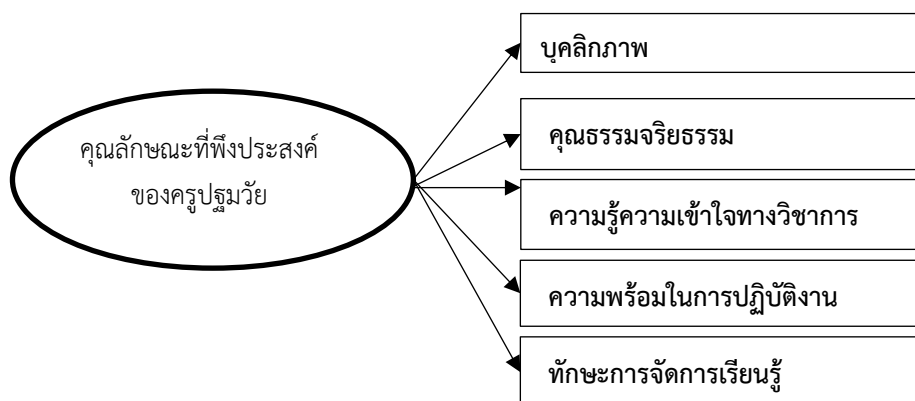 คุณลักษณะที่พึงประสงค์
ของครูปฐมวัย
บุคลิกภาพ
คุณธรรมจริยธรรม
ความรู้ความเข้าใจทางวิชาการ
ความพร้อมในการปฏิบัติงาน
ทักษะการจัดการเรียนรู้